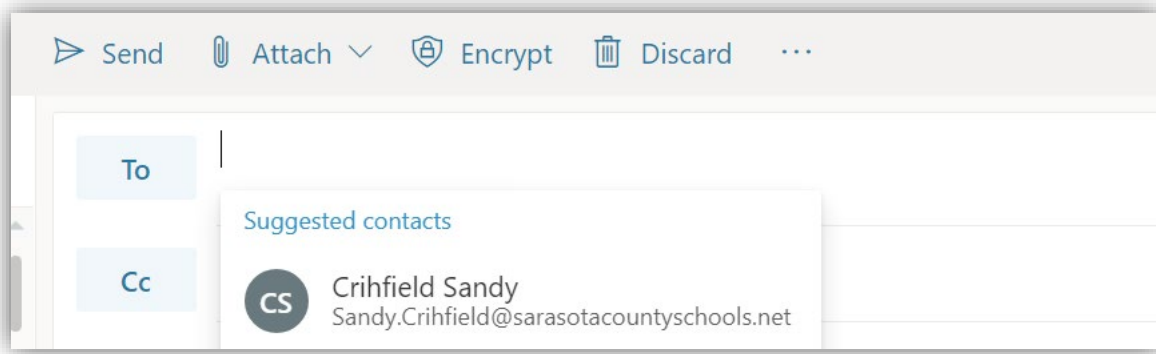 Send Attach Encrypt Discard ...
To
Suggested contacts
Cc
CS Crihfield Sandy
Sandy.Crihfield@sarasotacountyschools.net